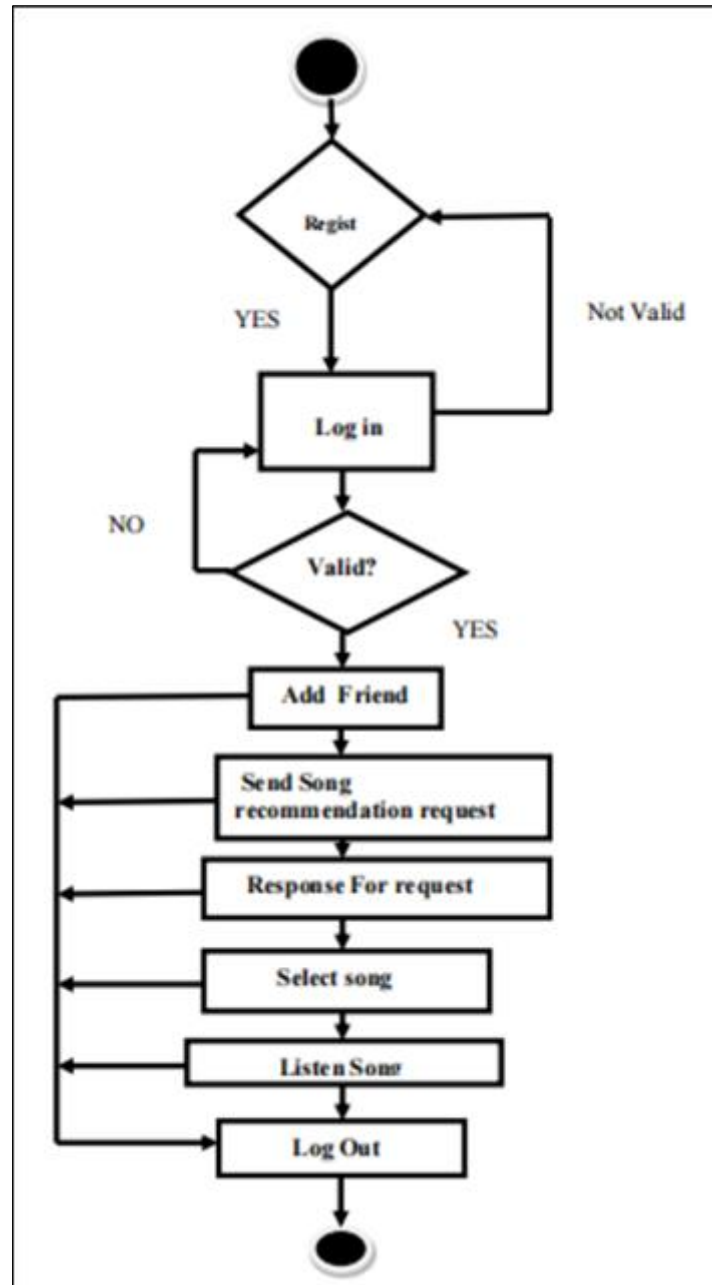 Regist
YES
Not Valid
Log in
NO
Valid?
YES
Add Friend
Send Song
recommendation request
Response For request
Select song
Listen Song
Log Out